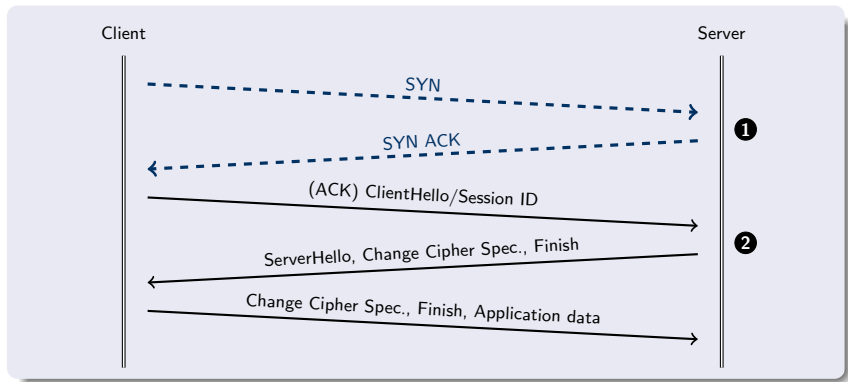 Client
Server
SYN
❶
SYN ACK
(ACK) ClientHello/Session ID
❷
ServerHello, Change Cipher Spec., Finish
Change Cipher Spec., Finish, Application data